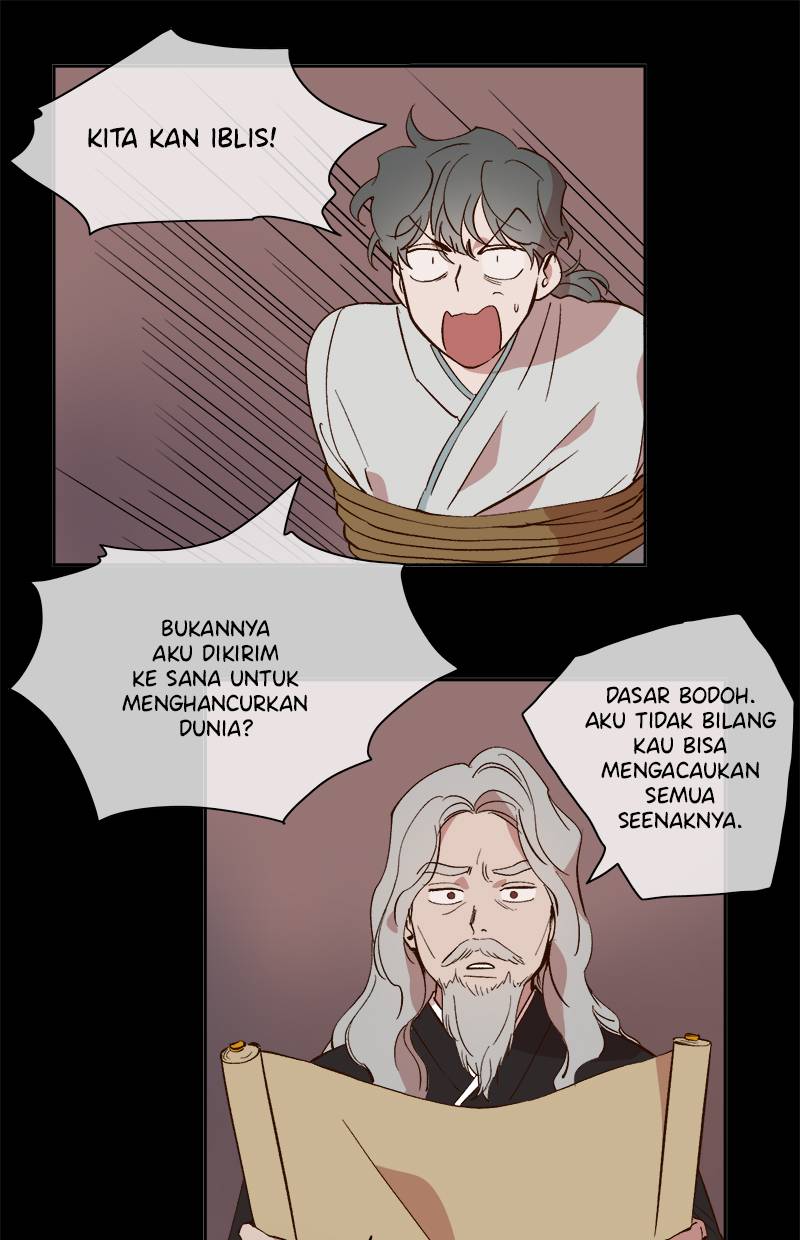 KITA KAN IBLIS!
BUKANNYA
AKU DIKIRIM
KE SANA UNTUK
MENGHANCURKAN
DUNIA?
DASAR BODOH.
AKU TIDAK BILANG
KAU BISA
MENGACAUKAN
SEMUA
SEENAKNYA.